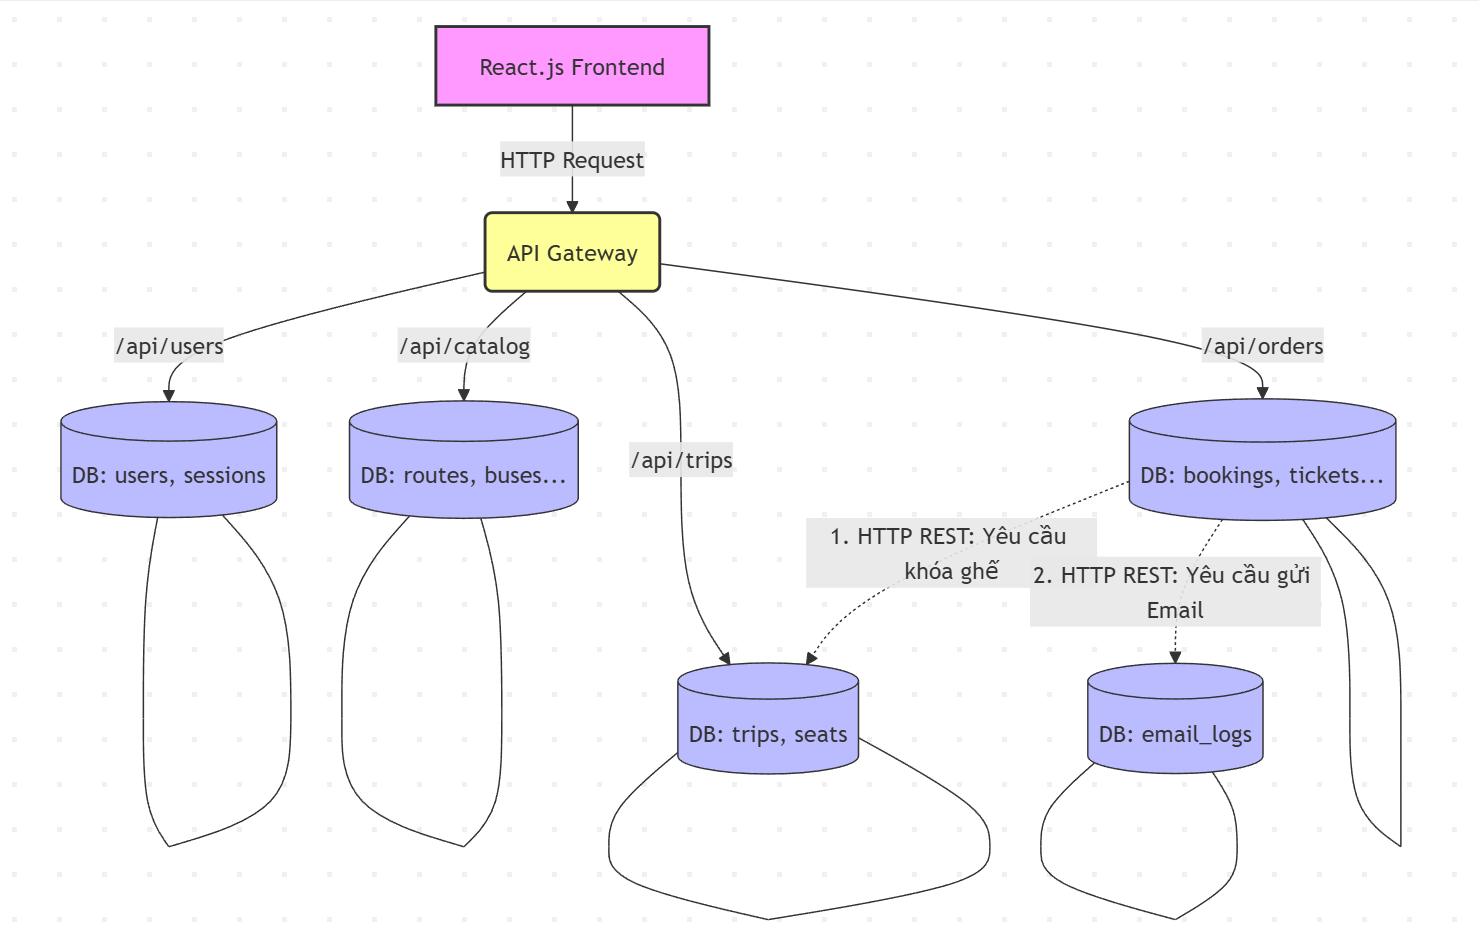 React.js Frontend
HTTP Request
API Gateway
/api/users
/api/catalog
/api/orders
/api/trips
DB: users, sessions
DB: routes, buses...
DB: bookings, tickets...
1. HTTP REST: Yêu cầu
khóa ghế
2. HTTP REST: Yêu cầu gửi
Email
DB: trips, seats
DB: email_logs